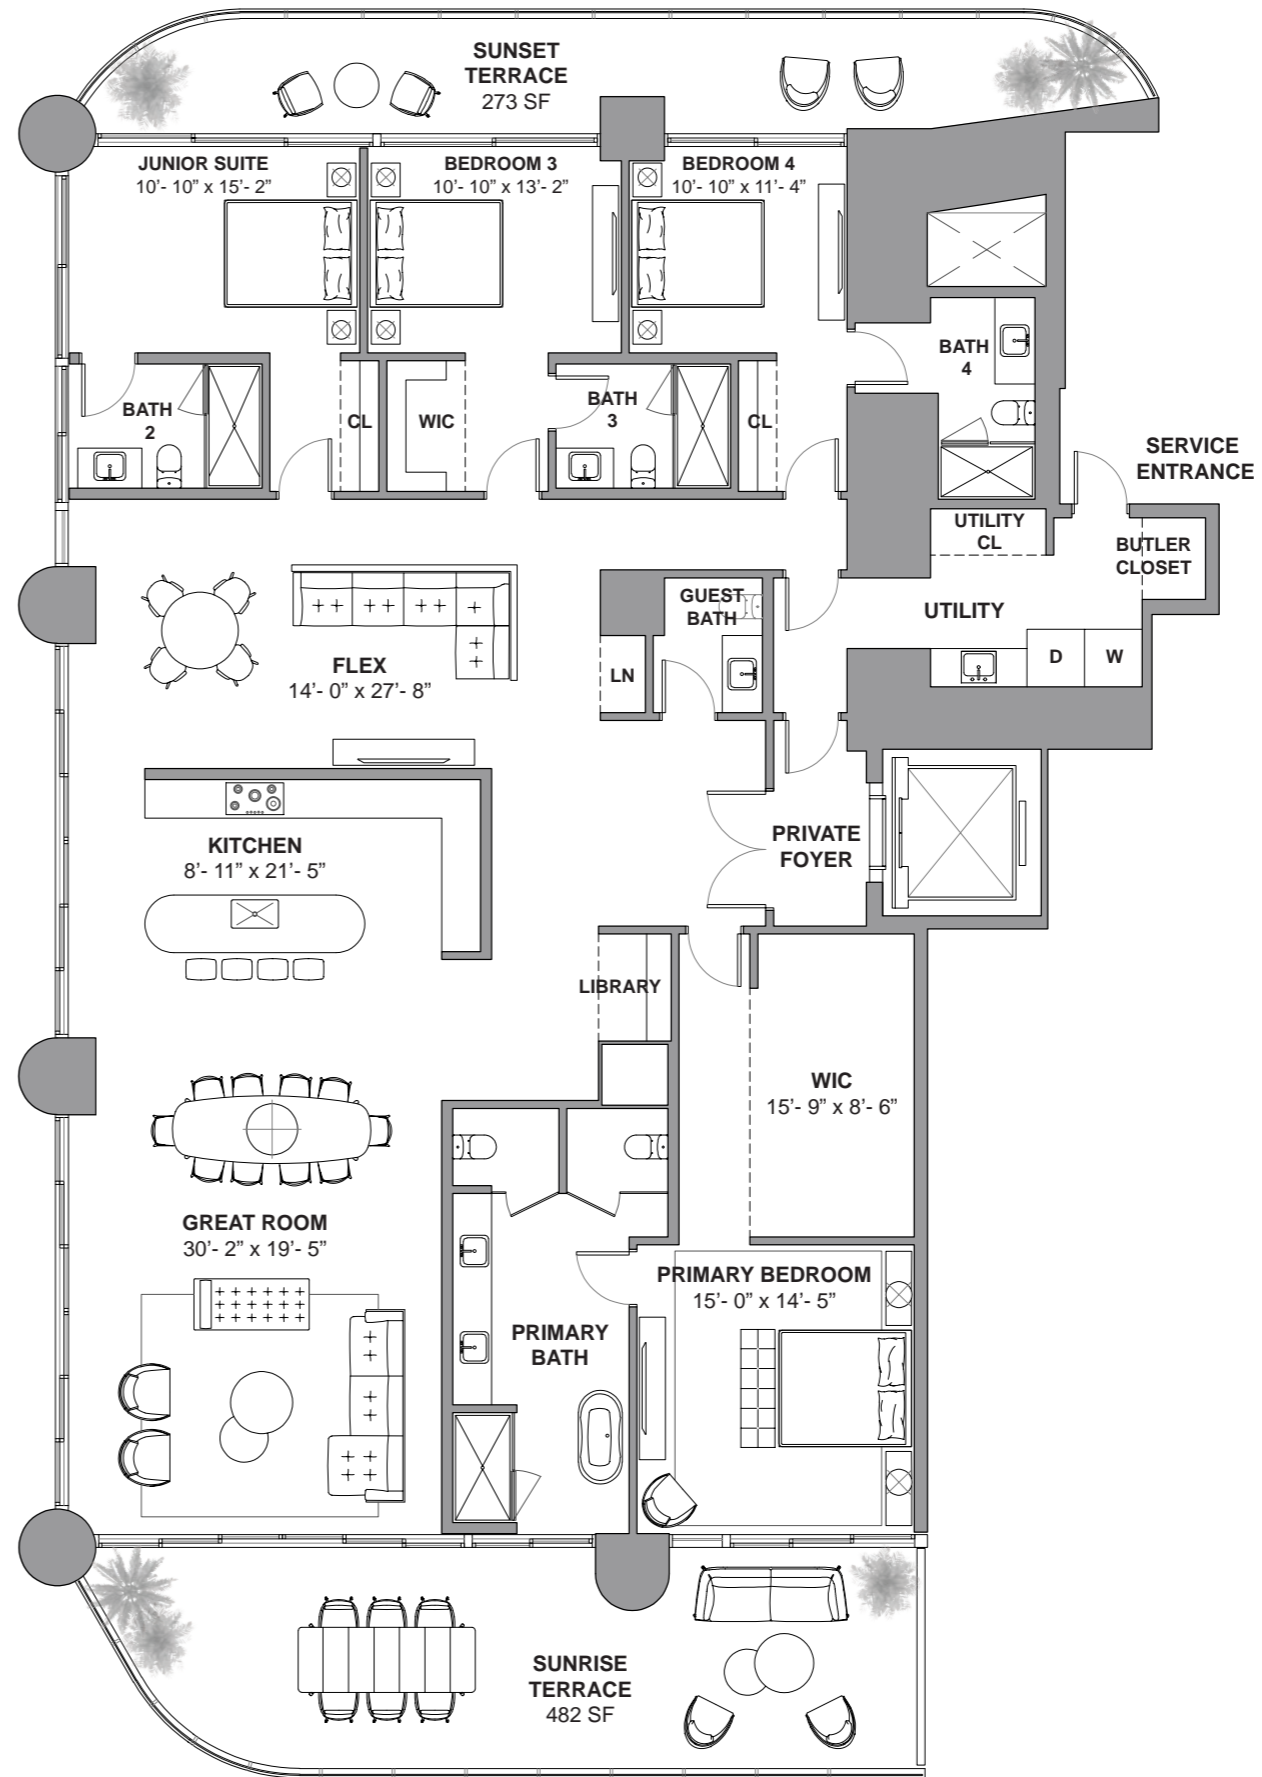 SUNSET
TERRACE
273 SF
JUNIOR SUITE
10’- 10” x 15’- 2”
BEDROOM 3
10’- 10” x 13’- 2”
BEDROOM 4
10’- 10” x 11’- 4”
BATH
4
BATH
2
CL
WIC
BATH
3
CL
SERVICE
ENTRANCE
UTILITY
CL
BUTLER
CLOSET
GUEST
BATH
UTILITY
FLEX
14’- 0” x 27’- 8”
LN
D
W
KITCHEN
8’- 11” x 21’- 5”
PRIVATE
FOYER
LIBRARY
WIC
15’- 9” x 8’- 6”
GREAT ROOM
30’- 2” x 19’- 5”
PRIMARY BEDROOM
15’- 0” x 14’- 5”
PRIMARY
BATH
SUNRISE
TERRACE
482 SF